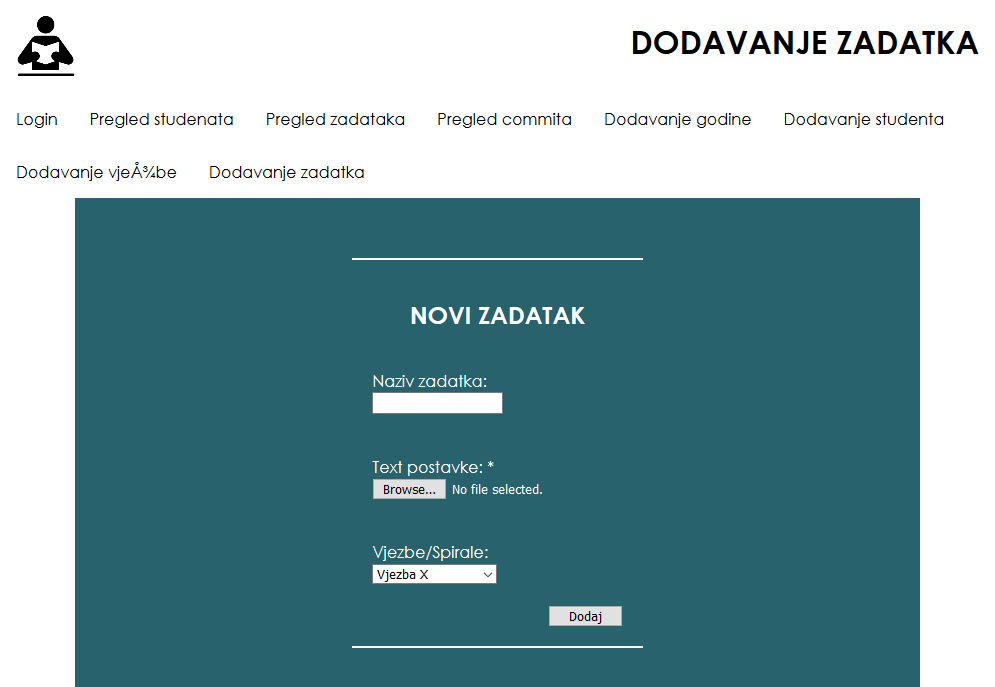 DODAVANJE ZADATKA
Login Pregled studenata Pregled zadataka Pregled commita Dodavanje godine Dodavanje studenta
Dodavanje vjeÅ¾be Dodavanje zadatka
NOVI ZADATAK
Naziv zadatka:
Text postavke: *
Browse... No file selected.
Vjezbe/Spirale:
Vjezba X
Dodaj